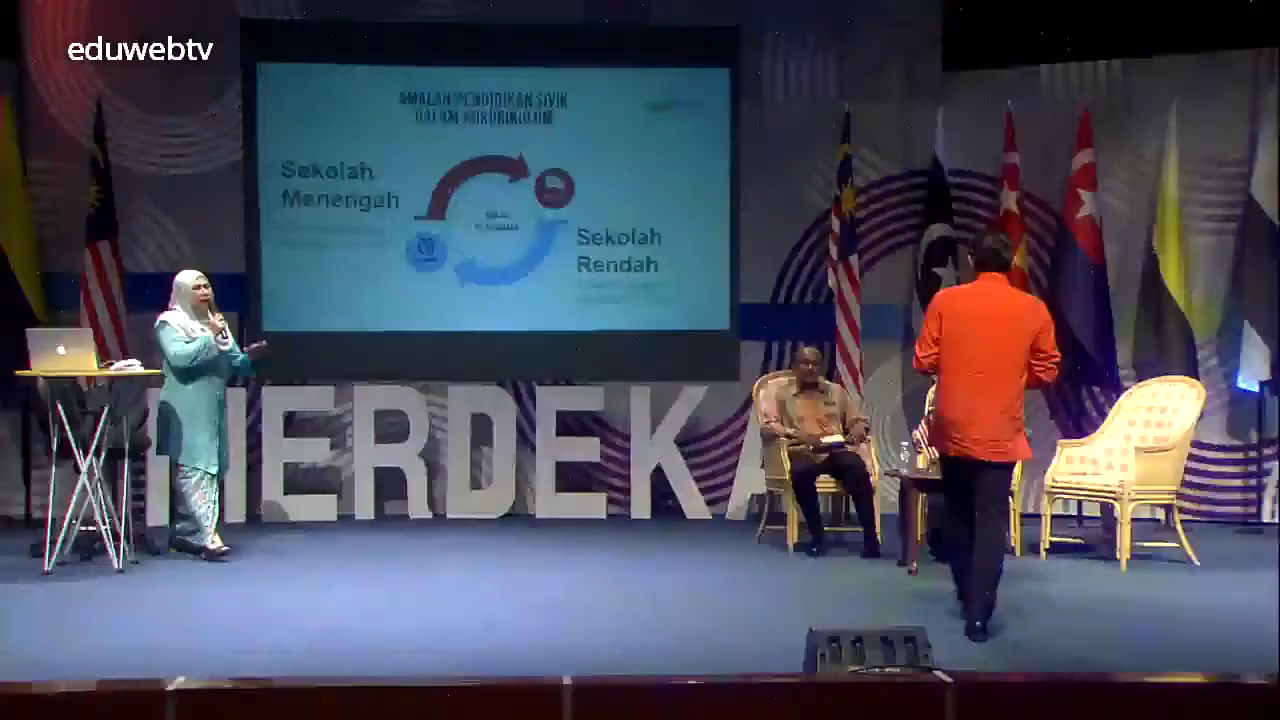 eduwebtv
AMALAN PENDIDIKAN SIVIK
DALAM KOKURIKULUM
Sekolah
Menengah
Sekolah
Rendah
MERDEKA